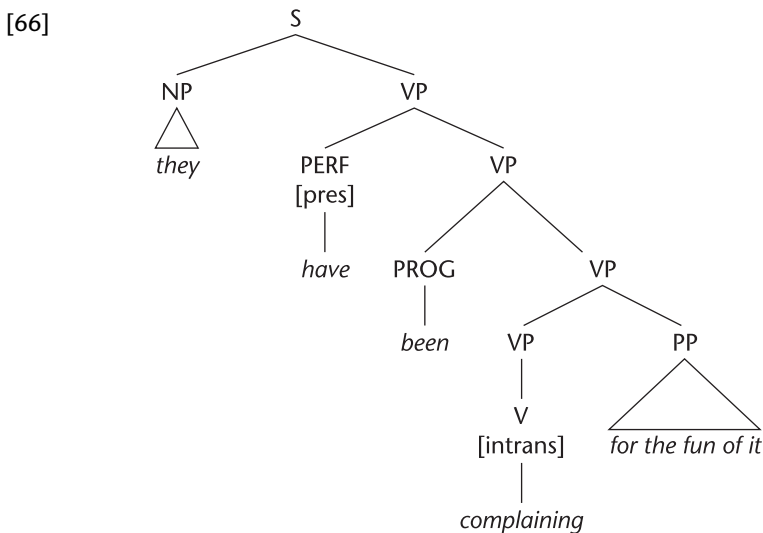 [66]
S
NP VP
they PERF VP
[pres]
have PROG VP
been VP PP
V
[intrans] for the fun of it
complaining